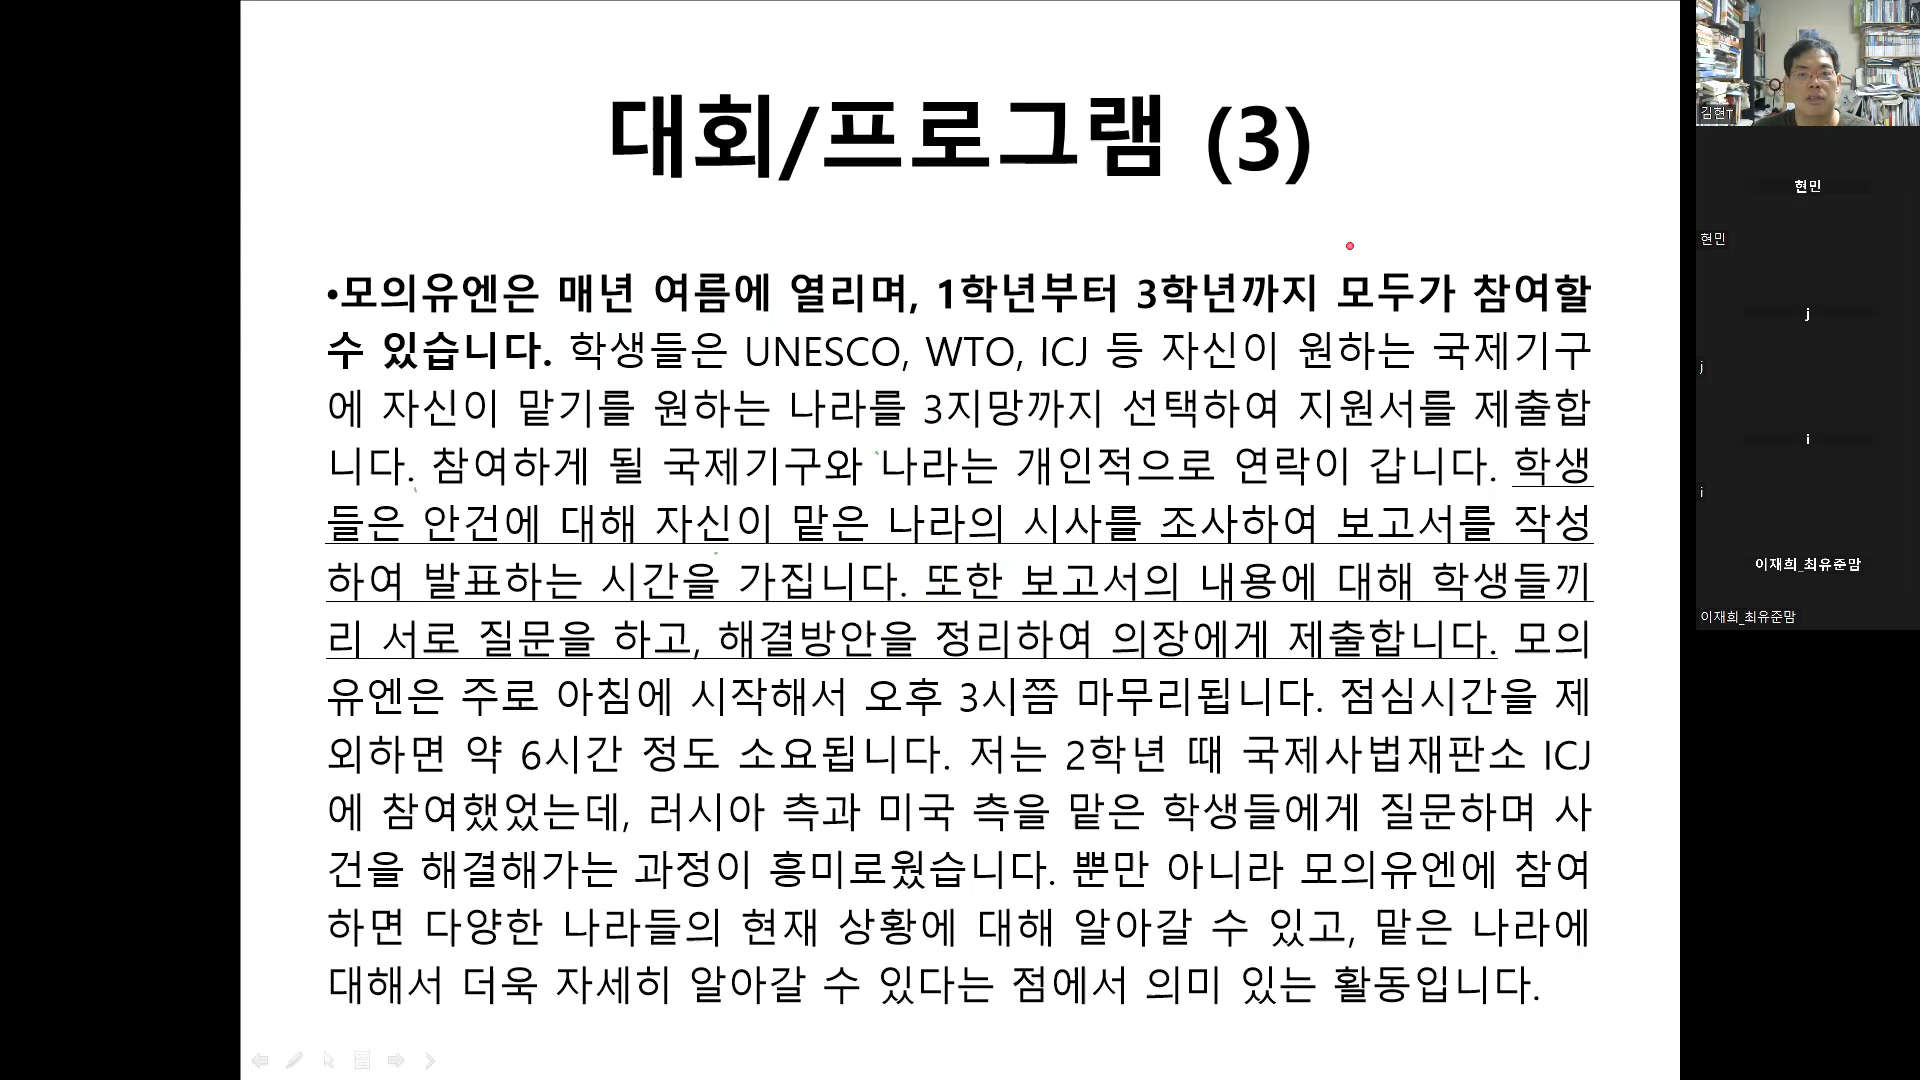 대회/프로그램 (3)
•모의유엔은 매년 여름에 열리며, 1학년부터 3학년까지 모두가 참여할
수 있습니다. 학생들은 UNESCO, WTO, ICJ 등 자신이 원하는 국제기구
에 자신이 맡기를 원하는 나라를 3지망까지 선택하여 지원서를 제출합
니다. 참여하게 될 국제기구와 나라는 개인적으로 연락이 갑니다. 학생
들은 안건에 대해 자신이 맡은 나라의 시사를 조사하여 보고서를 작성
하여 발표하는 시간을 가집니다. 또한 보고서의 내용에 대해 학생들끼
리 서로 질문을 하고, 해결방안을 정리하여 의장에게 제출합니다. 모의
유엔은 주로 아침에 시작해서 오후 3시쯤 마무리됩니다. 점심시간을 제
외하면 약 6시간 정도 소요됩니다. 저는 2학년 때 국제사법재판소 ICJ
에 참여했었는데, 러시아 측과 미국 측을 맡은 학생들에게 질문하며 사
건을 해결해가는 과정이 흥미로웠습니다. 뿐만 아니라 모의유엔에 참여
하면 다양한 나라들의 현재 상황에 대해 알아갈 수 있고, 맡은 나라에
대해서 더욱 자세히 알아갈 수 있다는 점에서 의미 있는 활동입니다.
김현T
현민
현민
j
j
i
i
이재희_최유준맘
이재희_최유준맘